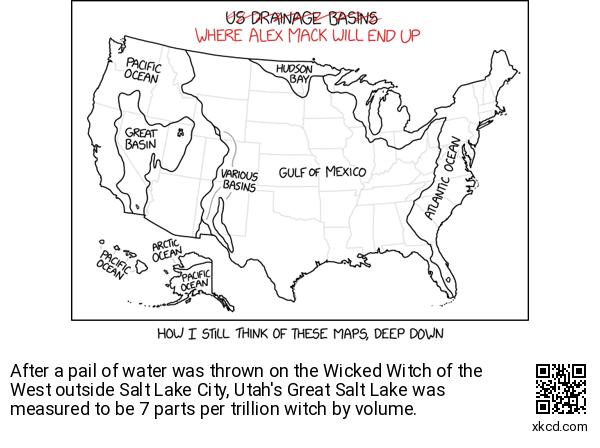 US DRAINAGE BASINS
WHERE ALEX MACK WILL END UP
PACIFIC
OCEAN
HUDSON
BAY
GREAT
BASIN
VARIOUS
BASINS
GULF OF MEXICO
ATLANTIC OCEAN
PACIFIC
OCEAN
ARCTIC
OCEAN
PACIFIC
OCEAN
HOW I STILL THINK OF THESE MAPS, DEEP DOWN
After a pail of water was thrown on the Wicked Witch of the
West outside Salt Lake City, Utah's Great Salt Lake was
measured to be 7 parts per trillion witch by volume.
xkcd.com